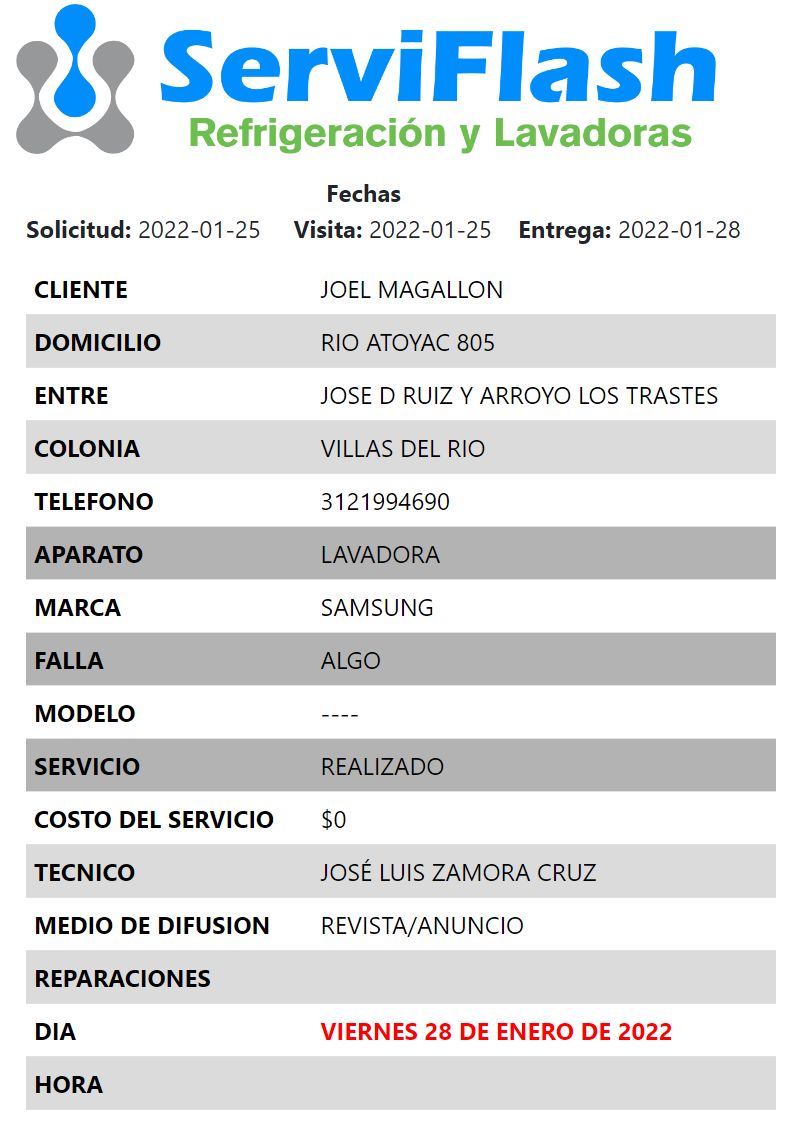 ServiFlash
Refrigeración y Lavadoras
Fechas
Solicitud: 2022-01-25 Visita: 2022-01-25 Entrega: 2022-01-28
CLIENTE JOEL MAGALLON
DOMICILIO RIO ATOYAC 805
ENTRE JOSE D RUIZ Y ARROYO LOS TRASTES
COLONIA VILLAS DEL RIO
TELEFONO 3121994690
APARATO LAVADORA
MARCA SAMSUNG
FALLA ALGO
MODELO ----
SERVICIO REALIZADO
COSTO DEL SERVICIO $0
TECNICO JOSÉ LUIS ZAMORA CRUZ
MEDIO DE DIFUSION REVISTA/ANUNCIO
REPARACIONES
DIA VIERNES 28 DE ENERO DE 2022
HORA